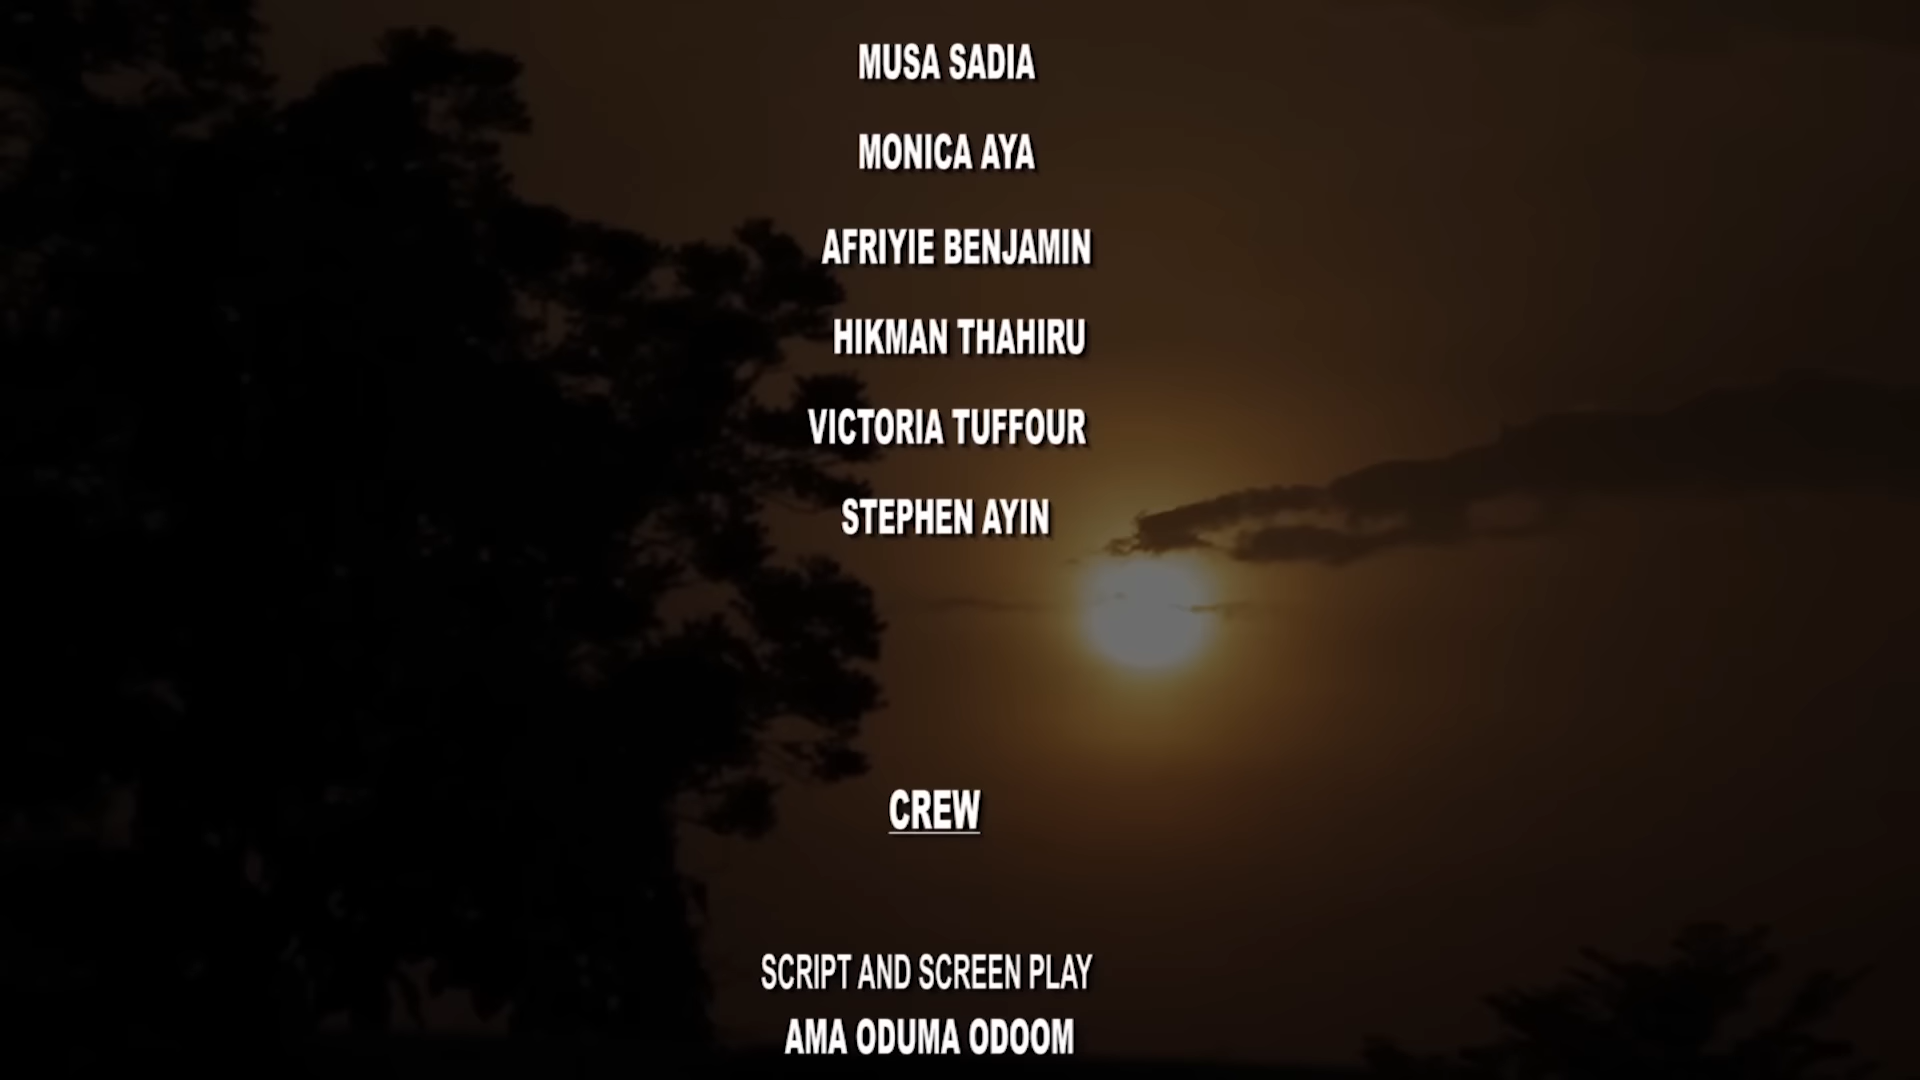 MUSA SADIA
MONICA AYA
AFRIYIE BENJAMIN
HIKMAN THAHIRU
VICTORIA TUFFOUR
STEPHEN AYIN
CREW
SCRIPT AND SCREEN PLAY
AMA ODUMA ODOOM